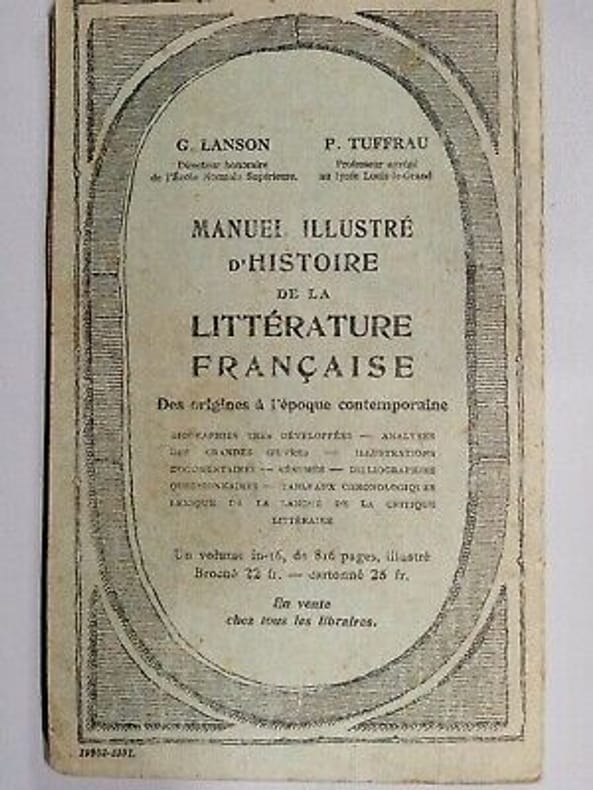 G. LANSON
Directeur honoraire
de l'École Normale Supérieure.
P. TUFFRAU
Professeur agrégé
au lycée Louis-le-Grand
MANUEL ILLUSTRÉ
D'HISTOIRE
DE LA
LITTÉRATURE
FRANÇAISE
Des origines à l'époque contemporaine
BIOGRAPHIES TRÈS DÉVELOPPÉES — ANALYSES
DES GRANDES ŒUVRES — ILLUSTRATIONS
DOCUMENTAIRES — RÉSUMÉS — BIBLIOGRAPHIES
QUESTIONNAIRES — TABLEAUX CHRONOLOGIQUES
LEXIQUE DE LA LANGUE DE LA CRITIQUE
LITTÉRAIRE
Un volume in-16, de 816 pages, illustré
Broché 22 fr. — cartonné 26 fr.
En vente
chez tous les libraires.